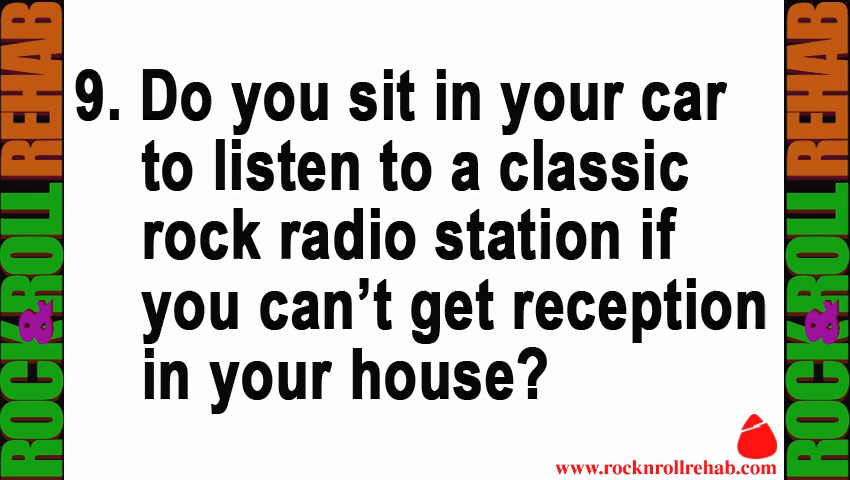 ROCK & ROLL REHAB
9. Do you sit in your car
to listen to a classic
rock radio station if
you can’t get reception
in your house?
www.rocknrollrehab.com
ROCK & ROLL REHAB